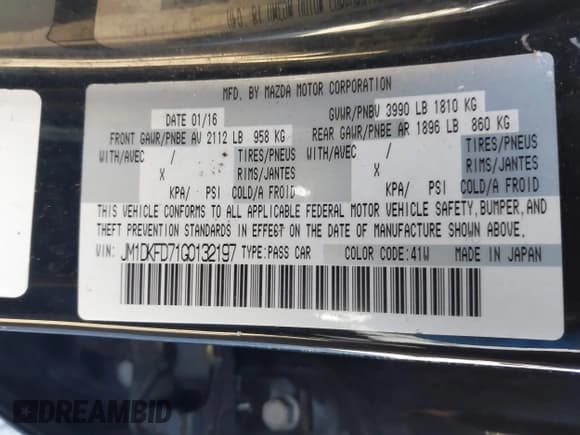 MFD. BY MAZDA MOTOR CORPORATION
DATE 01/16 GVWR/PNBV 3990 LB 1810 KG
FRONT GAWR/PNBE AV 2112 LB 958 KG REAR GAWR/PNBE AR 1896 LB 860 KG
WITH/AVEC / TIRES/PNEUS WITH/AVEC / TIRES/PNEUS
X RIMS/JANTES X RIMS/JANTES
KPA/ PSI COLD/A FROID KPA/ PSI COLD/A FROID
THIS VEHICLE CONFORMS TO ALL APPLICABLE FEDERAL MOTOR VEHICLE SAFETY, BUMPER, AND
THEFT PREVENTION STANDARDS IN EFFECT ON THE DATE OF MANUFACTURE SHOWN ABOVE.
VIN: JM1DKFD71G0132197 TYPE: PASS CAR COLOR CODE: 41W MADE IN JAPAN
DREAMBID